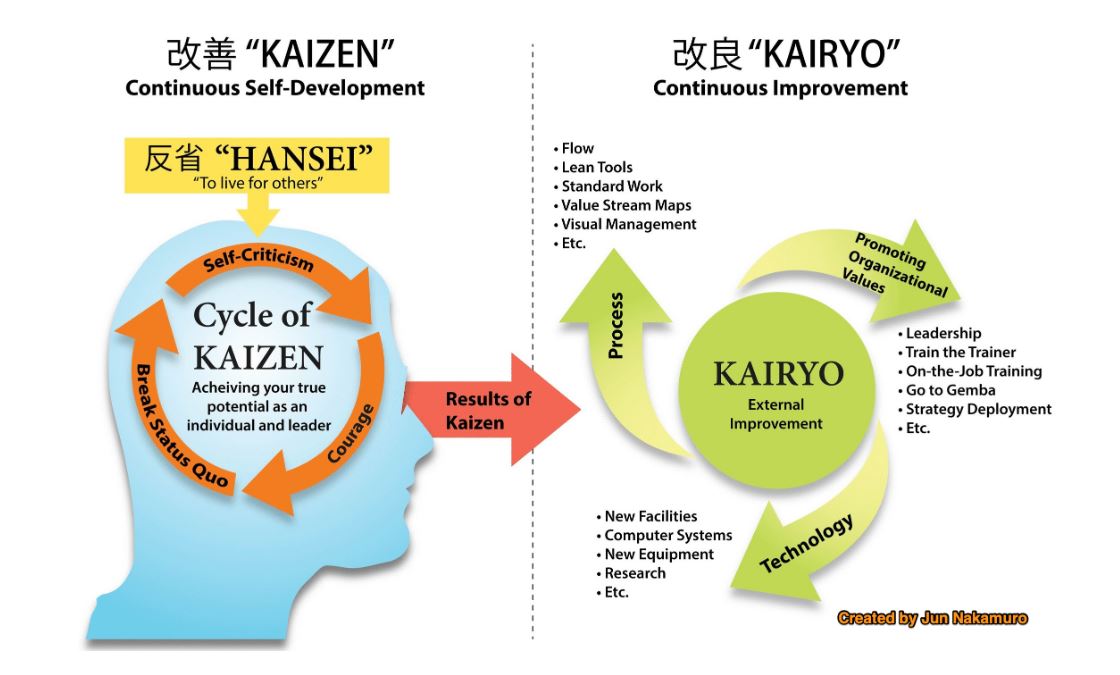 改善 “KAIZEN”
Continuous Self-Development
反省 “HANSEI”
“To live for others”
Self-Criticism
Courage
Break Status Quo
Cycle of
KAIZEN
Acheiving your true
potential as an
individual and leader
Results of
Kaizen
改良 “KAIRYO”
Continuous Improvement
• Flow
• Lean Tools
• Standard Work
• Value Stream Maps
• Visual Management
• Etc.
Process
Promoting
Organizational
Values
• Leadership
• Train the Trainer
• On-the-Job Training
• Go to Gemba
• Strategy Deployment
• Etc.
KAIRYO
External
Improvement
Technology
• New Facilities
• Computer Systems
• New Equipment
• Research
• Etc.
Created by Jun Nakamuro